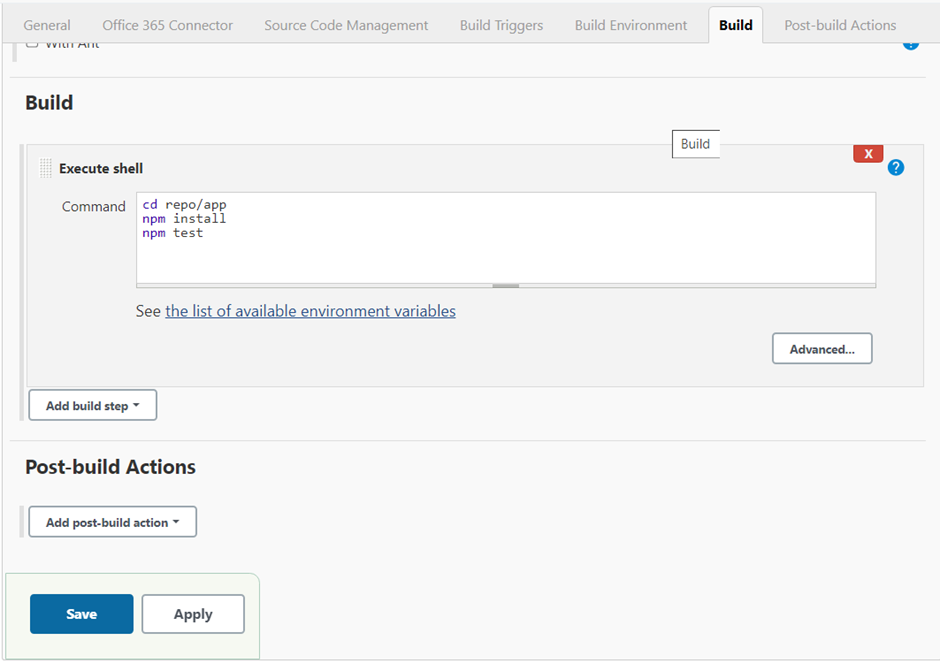 General Office 365 Connector Source Code Management Build Triggers Build Environment Build Post-build Actions
With Ant ?
Build
Build
X
Execute shell ?
Command
cd repo/app
npm install
npm test
See the list of available environment variables
Advanced...
Add build step
Post-build Actions
Add post-build action
Save Apply